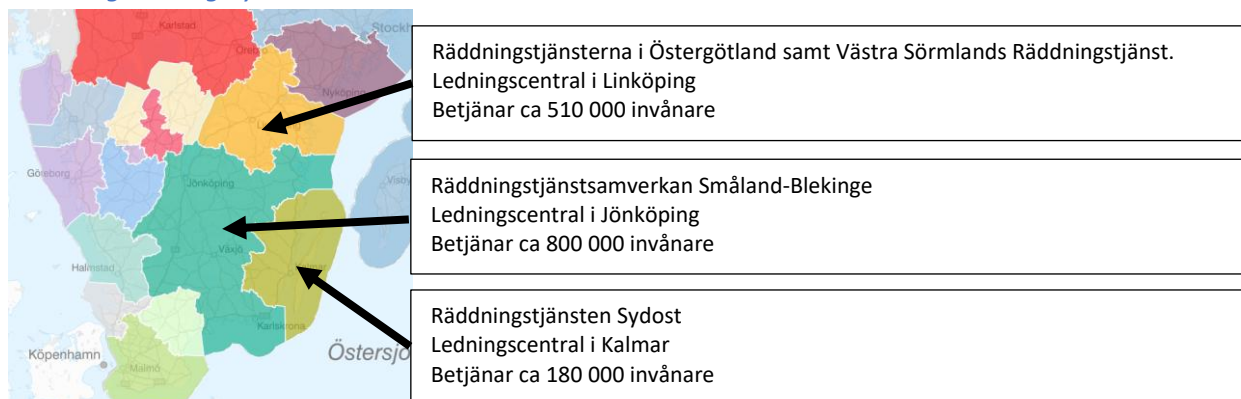 Räddningstjänsterna i Östergötland samt Västra Sörmlands Räddningstjänst.
Ledningscentral i Linköping
Betjänar ca 510 000 invånare
Räddningstjänstsamverkan Småland-Blekinge
Ledningscentral i Jönköping
Betjänar ca 800 000 invånare
Räddningstjänsten Sydost
Ledningscentral i Kalmar
Betjänar ca 180 000 invånare
Karlstad
Nyköping
Göteborg
Jönköping
Visby
Växjö
Halmstad
Karlskrona
Köpenhamn
Malmö
Östersjö